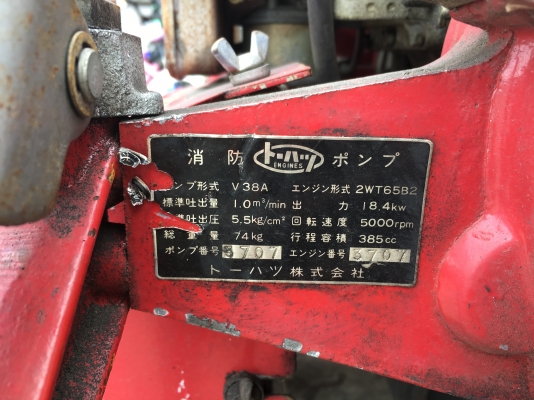 消防 トーハツ ENGINES ポンプ
ンプ形式 V38A エンジン形式 2WT65B2
標準吐出量 1.0m³/min 出力 18.4kw
準吐出圧 5.5kg/cm² 回転速度 5000rpm
総重量 74kg 行程容積 385cc
ポンプ番号 3707 エンジン番号 3707
トーハツ株式会社